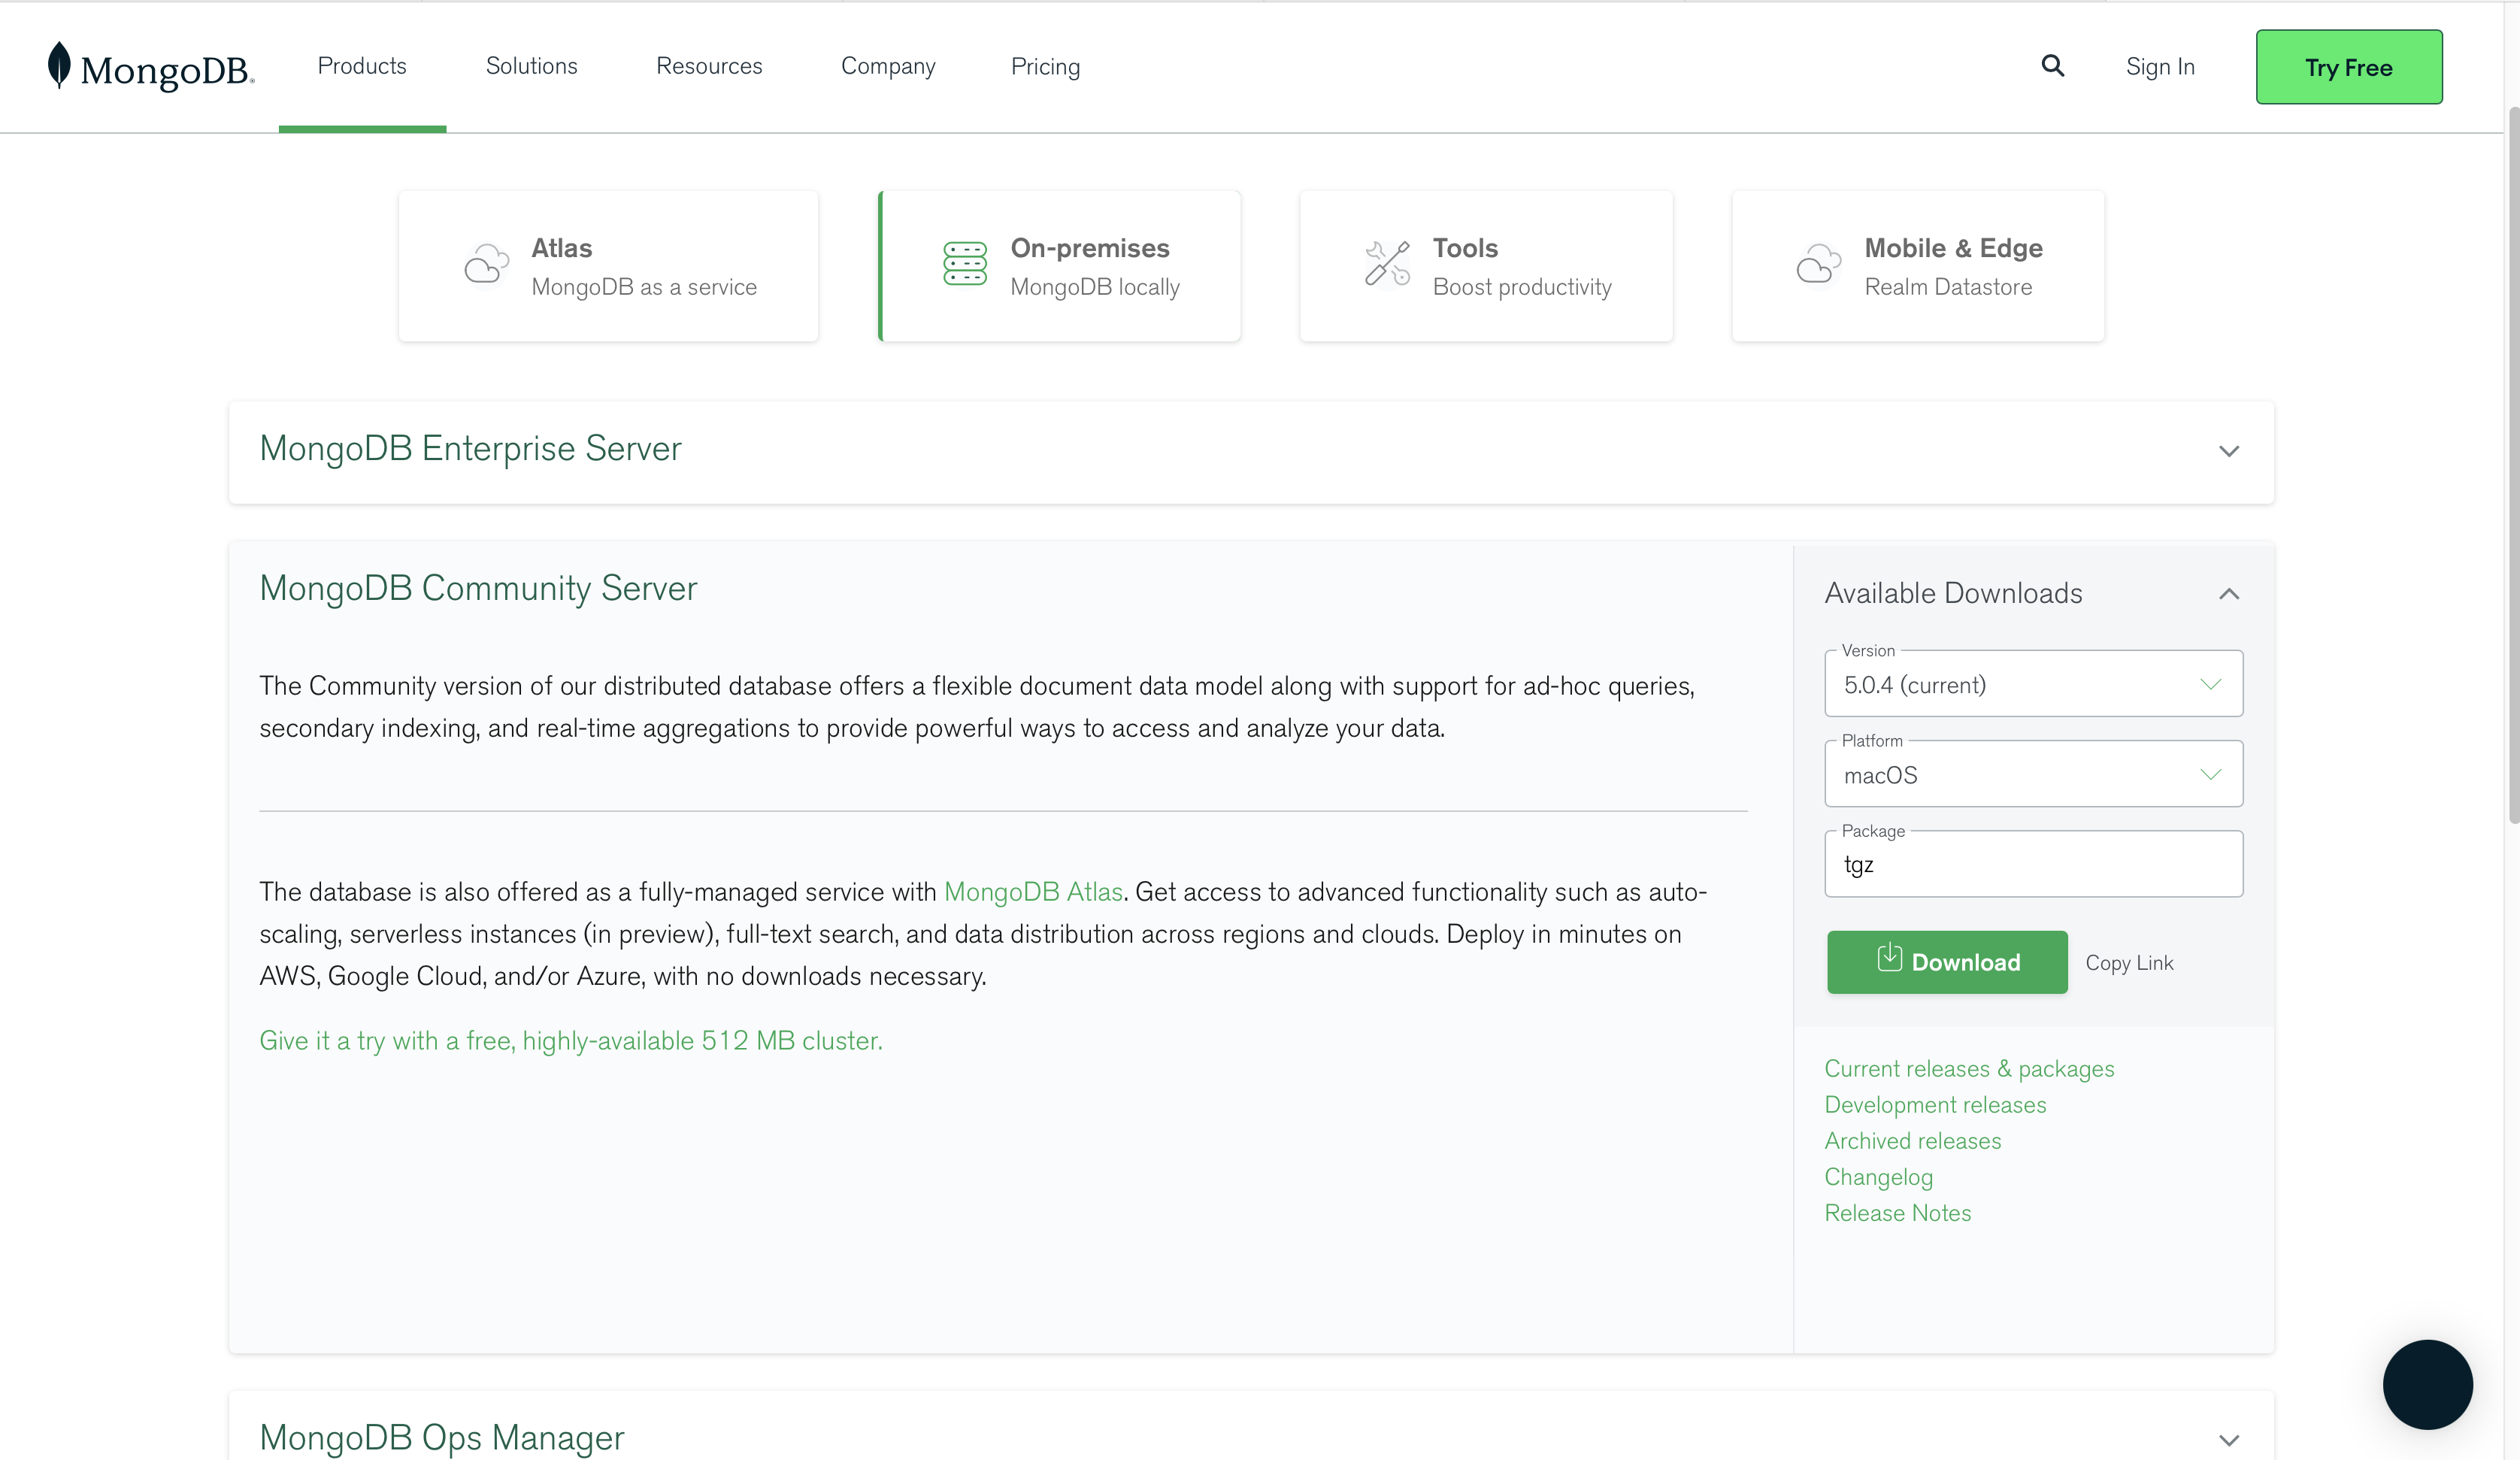 MongoDB®
Products
Solutions
Resources
Company
Pricing
Sign In
Try Free
Atlas
MongoDB as a service
On-premises
MongoDB locally
Tools
Boost productivity
Mobile & Edge
Realm Datastore
MongoDB Enterprise Server
MongoDB Community Server
The Community version of our distributed database offers a flexible document data model along with support for ad-hoc queries,
secondary indexing, and real-time aggregations to provide powerful ways to access and analyze your data.
The database is also offered as a fully-managed service with MongoDB Atlas. Get access to advanced functionality such as auto-
scaling, serverless instances (in preview), full-text search, and data distribution across regions and clouds. Deploy in minutes on
AWS, Google Cloud, and/or Azure, with no downloads necessary.
Give it a try with a free, highly-available 512 MB cluster.
Available Downloads
Version
5.0.4 (current)
Platform
macOS
Package
tgz
Download
Copy Link
Current releases & packages
Development releases
Archived releases
Changelog
Release Notes
MongoDB Ops Manager